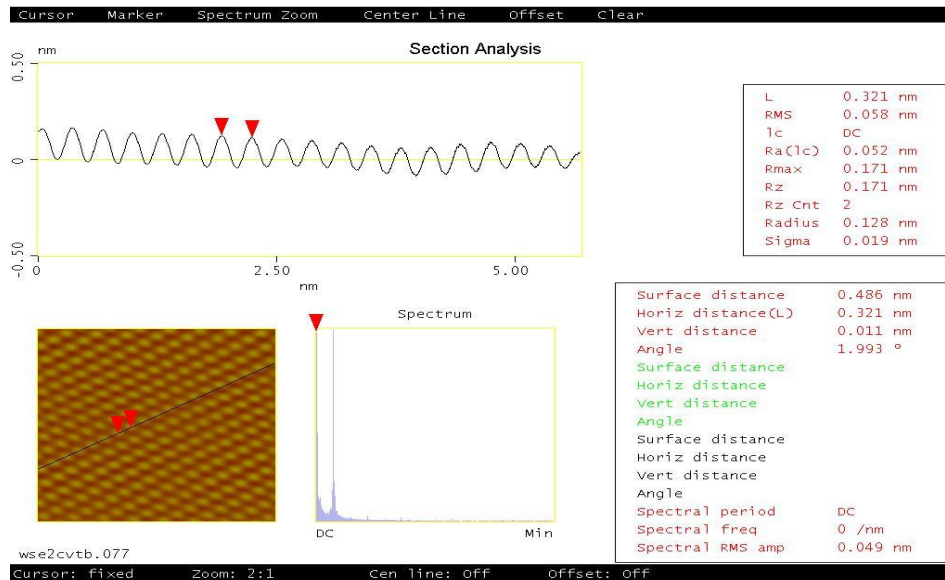 Cursor Marker Spectrum Zoom Center Line Offset Clear
Section Analysis
nm
0.50
0
-0.50
0 2.50 5.00
nm
L 0.321 nm
RMS 0.058 nm
lc DC
Ra(lc) 0.052 nm
Rmax 0.171 nm
Rz 0.171 nm
Rz Cnt 2
Radius 0.128 nm
Sigma 0.019 nm
Spectrum
DC Min
Surface distance 0.486 nm
Horiz distance(L) 0.321 nm
Vert distance 0.011 nm
Angle 1.993 °
Surface distance
Horiz distance
Vert distance
Angle
Surface distance
Horiz distance
Vert distance
Angle
Spectral period DC
Spectral freq 0 /nm
Spectral RMS amp 0.049 nm
wse2cvtb.077
Cursor: fixed Zoom: 2:1 Cen line: Off Offset: Off